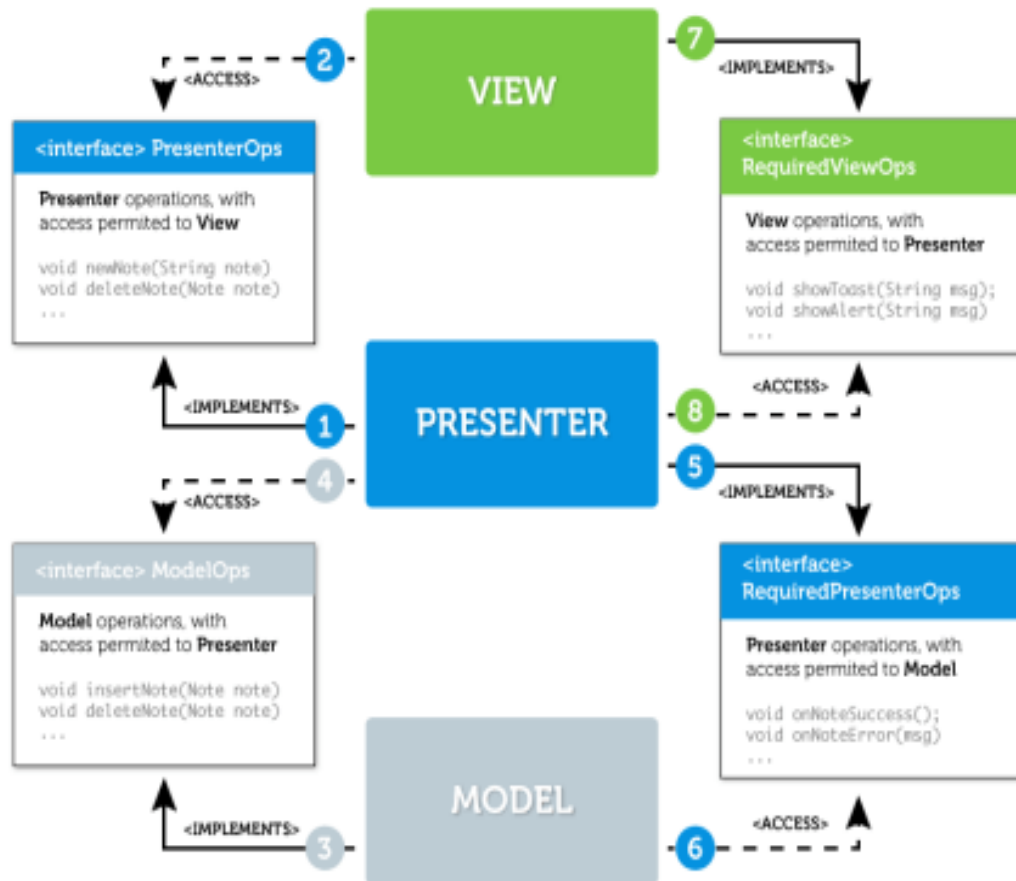 2
<ACCESS>
VIEW
7
<IMPLEMENTS>
<interface> PresenterOps
Presenter operations, with
access permited to View
void newNote(String note)
void deleteNote(Note note)
...
<interface>
RequiredViewOps
View operations, with
access permited to Presenter
void showToast(String msg);
void showAlert(String msg)
...
<IMPLEMENTS>
1
PRESENTER
8
<ACCESS>
4
<ACCESS>
5
<IMPLEMENTS>
<interface> ModelOps
Model operations, with
access permited to Presenter
void insertNote(Note note)
void deleteNote(Note note)
...
<interface>
RequiredPresenterOps
Presenter operations, with
access permited to Model
void onNoteSuccess();
void onNoteError(msg)
...
<IMPLEMENTS>
3
MODEL
6
<ACCESS>